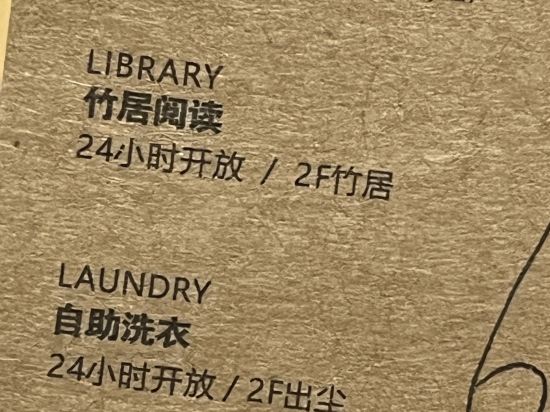 LIBRARY
竹居阅读
24小时开放 / 2F竹居
LAUNDRY
自助洗衣
24小时开放 / 2F出尘